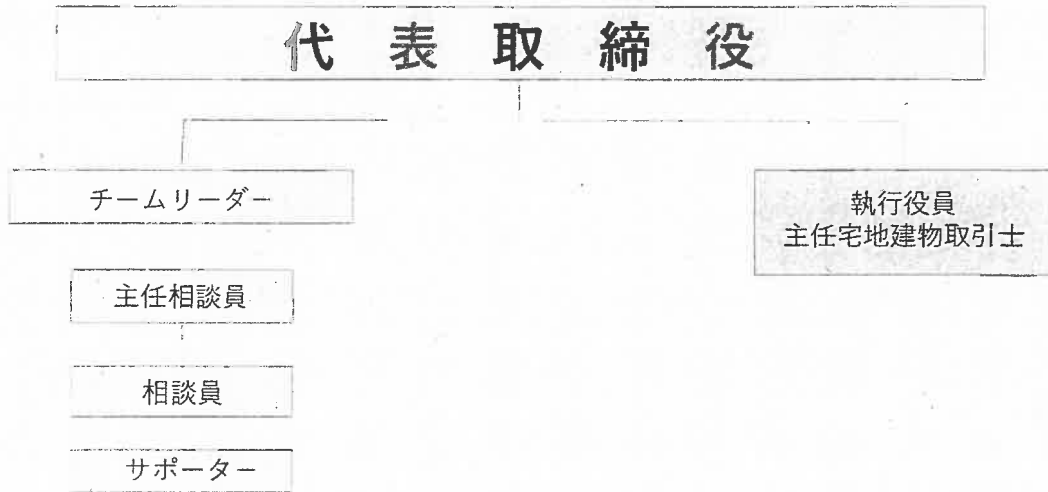 代表取締役
チームリーダー
執行役員
主任宅地建物取引士
主任相談員
相談員
サポーター